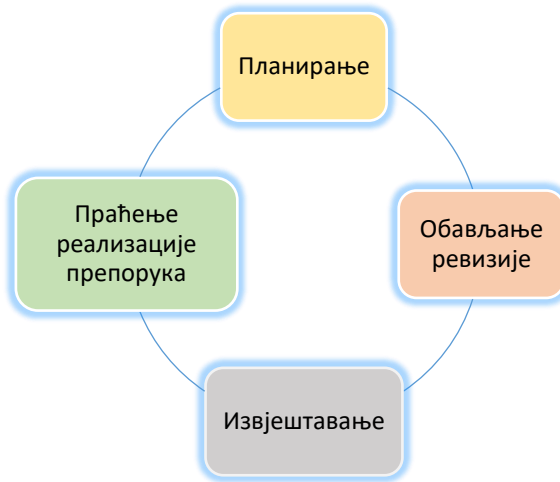 Планирање
Обављање
ревизије
Извјештавање
Праћење
реализације
препорука